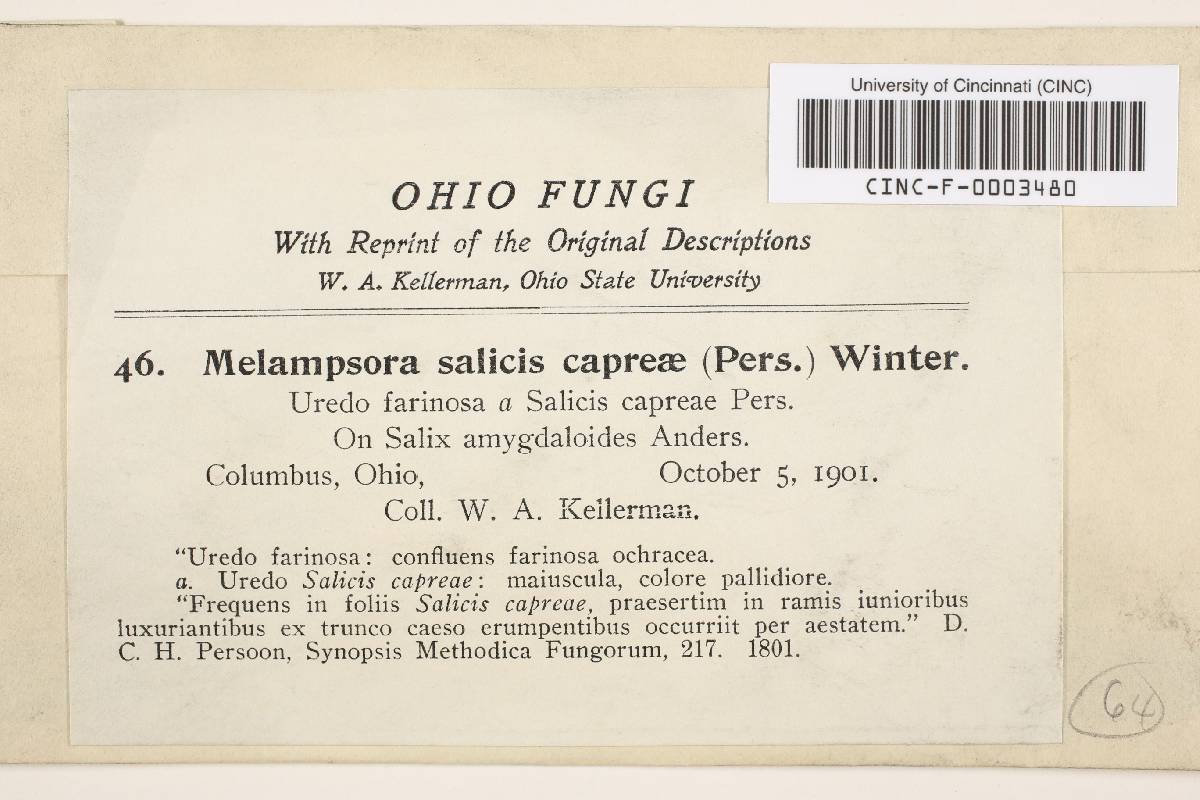 University of Cincinnati (CINC)
CINC-F-0003480
OHIO FUNGI
With Reprint of the Original Descriptions
W. A. Kellerman, Ohio State University
46. Melampsora salicis capreæ (Pers.) Winter.
Uredo farinosa a Salicis capreae Pers.
On Salix amygdaloides Anders.
Columbus, Ohio, October 5, 1901.
Coll. W. A. Kellerman.
"Uredo farinosa: confluens farinosa ochracea.
a. Uredo Salicis capreae: maiuscula, colore pallidiore.
"Frequens in foliis Salicis capreae, praesertim in ramis iunioribus
luxuriantibus ex trunco caeso erumpentibus occurriit per aestatem." D.
C. H. Persoon, Synopsis Methodica Fungorum, 217. 1801.
64